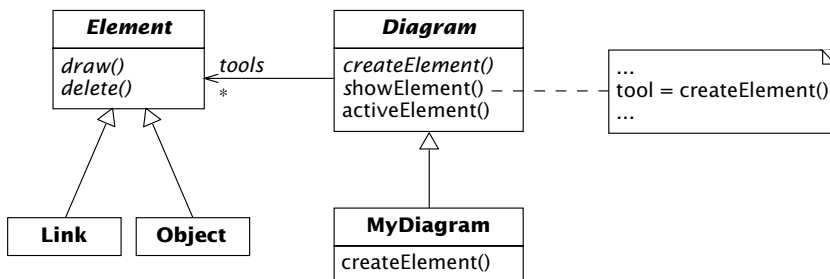 Element
draw()
delete()
tools
*
Diagram
createElement()
showElement()
activeElement()
...
tool = createElement()
...
Link
Object
MyDiagram
createElement()